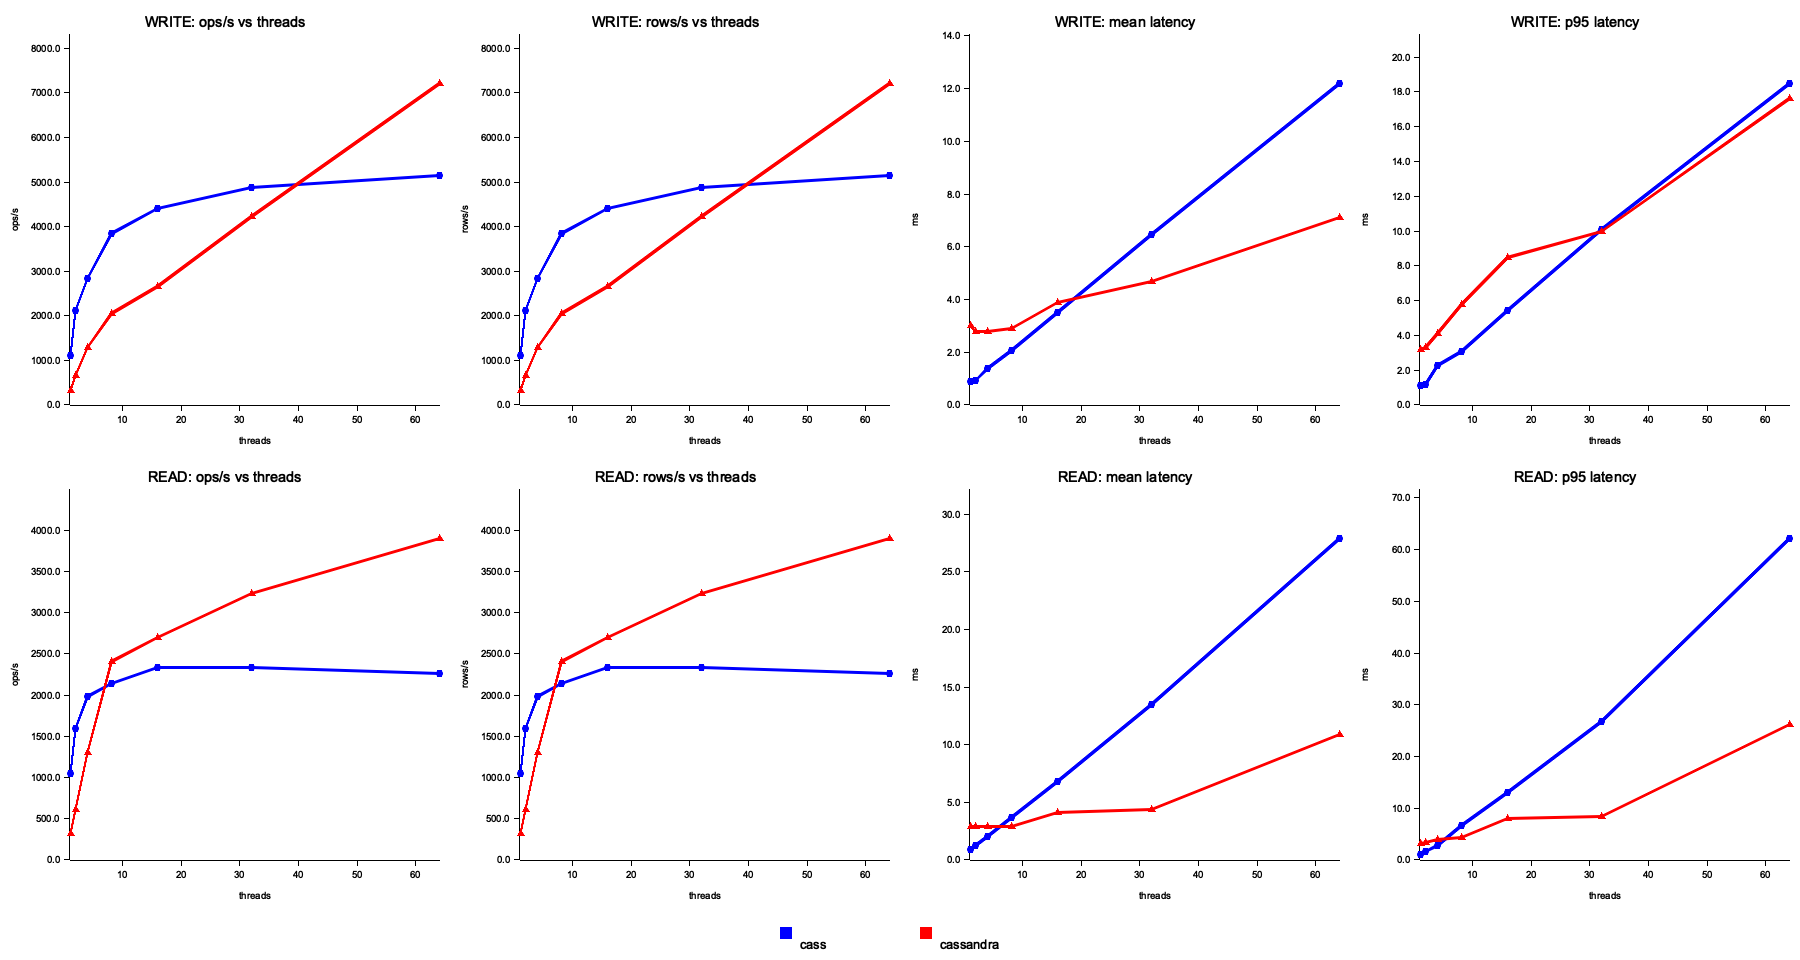 WRITE: ops/s vs threads
8000.0
7000.0
6000.0
5000.0
4000.0
3000.0
2000.0
1000.0
0.0
ops/s
10 20 30 40 50 60
threads
WRITE: rows/s vs threads
8000.0
7000.0
6000.0
5000.0
4000.0
3000.0
2000.0
1000.0
0.0
rows/s
10 20 30 40 50 60
threads
WRITE: mean latency
14.0
12.0
10.0
8.0
6.0
4.0
2.0
0.0
ms
10 20 30 40 50 60
threads
WRITE: p95 latency
20.0
18.0
16.0
14.0
12.0
10.0
8.0
6.0
4.0
2.0
0.0
ms
10 20 30 40 50 60
threads
READ: ops/s vs threads
4000.0
3500.0
3000.0
2500.0
2000.0
1500.0
1000.0
500.0
0.0
ops/s
10 20 30 40 50 60
threads
READ: rows/s vs threads
4000.0
3500.0
3000.0
2500.0
2000.0
1500.0
1000.0
500.0
0.0
rows/s
10 20 30 40 50 60
threads
READ: mean latency
30.0
25.0
20.0
15.0
10.0
5.0
0.0
ms
10 20 30 40 50 60
threads
READ: p95 latency
70.0
60.0
50.0
40.0
30.0
20.0
10.0
0.0
ms
10 20 30 40 50 60
threads
cass
cassandra